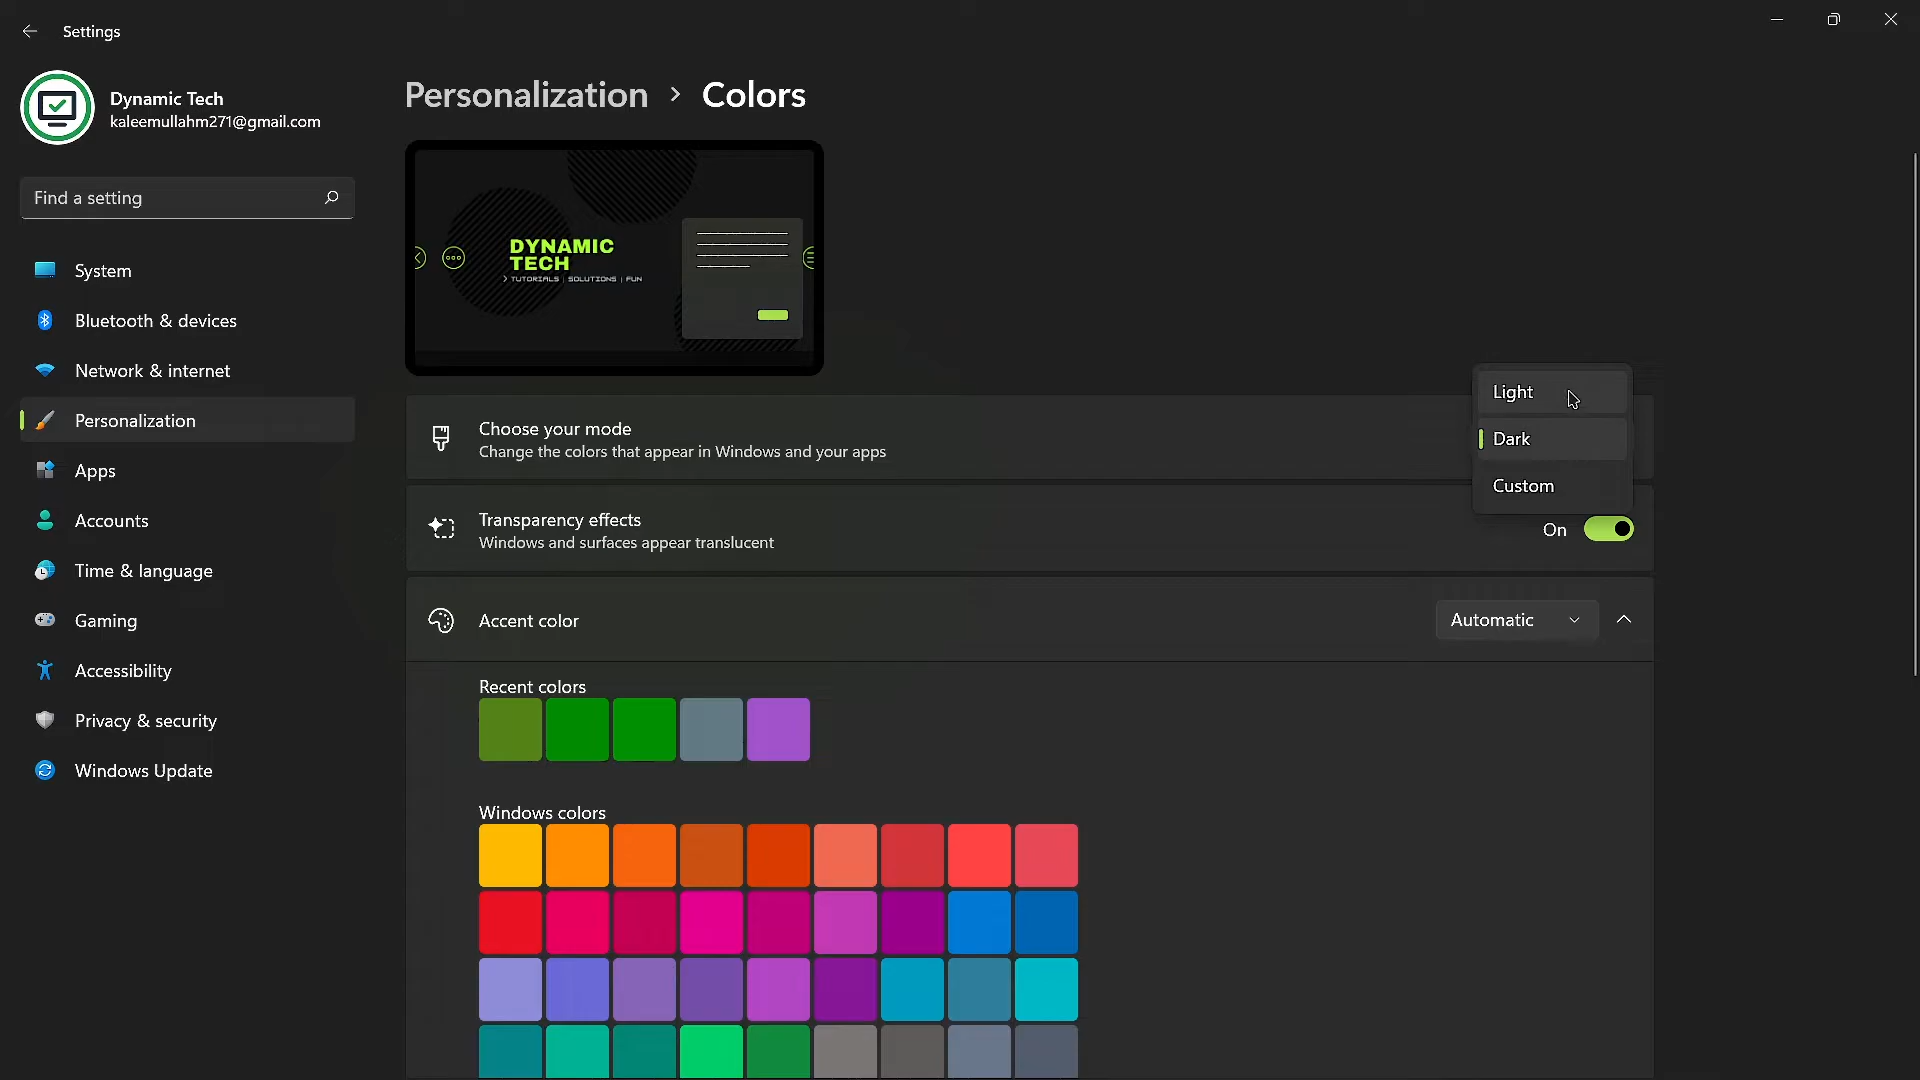 Settings
Dynamic Tech
kaleemullahm271@gmail.com
Find a setting
System
Bluetooth & devices
Network & internet
Personalization
Apps
Accounts
Time & language
Gaming
Accessibility
Privacy & security
Windows Update
Personalization > Colors
DYNAMIC
TECH
> TUTORIALS | SOLUTIONS | FUN
Choose your mode
Change the colors that appear in Windows and your apps
Light
Dark
Custom
Transparency effects
Windows and surfaces appear translucent
On
Accent color
Automatic
Recent colors
Windows colors